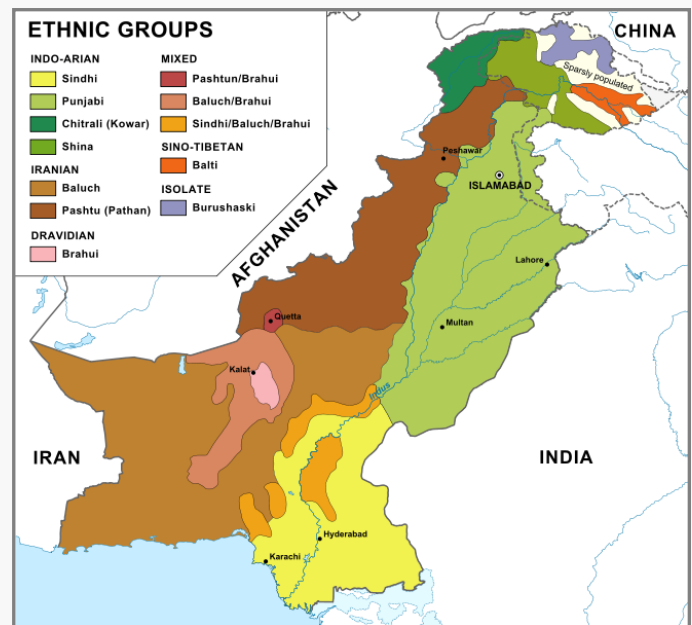 ETHNIC GROUPS
INDO-ARIAN
Sindhi
Punjabi
Chitrali (Kowar)
Shina
IRANIAN
Baluch
Pashtu (Pathan)
DRAVIDIAN
Brahui
MIXED
Pashtun/Brahui
Baluch/Brahui
Sindhi/Baluch/Brahui
SINO-TIBETAN
Balti
ISOLATE
Burushaski
CHINA
Sparsly populated
Peshawar
ISLAMABAD
AFGHANISTAN
Lahore
Quetta
Multan
Kalat
Indus
IRAN
INDIA
Hyderabad
Karachi